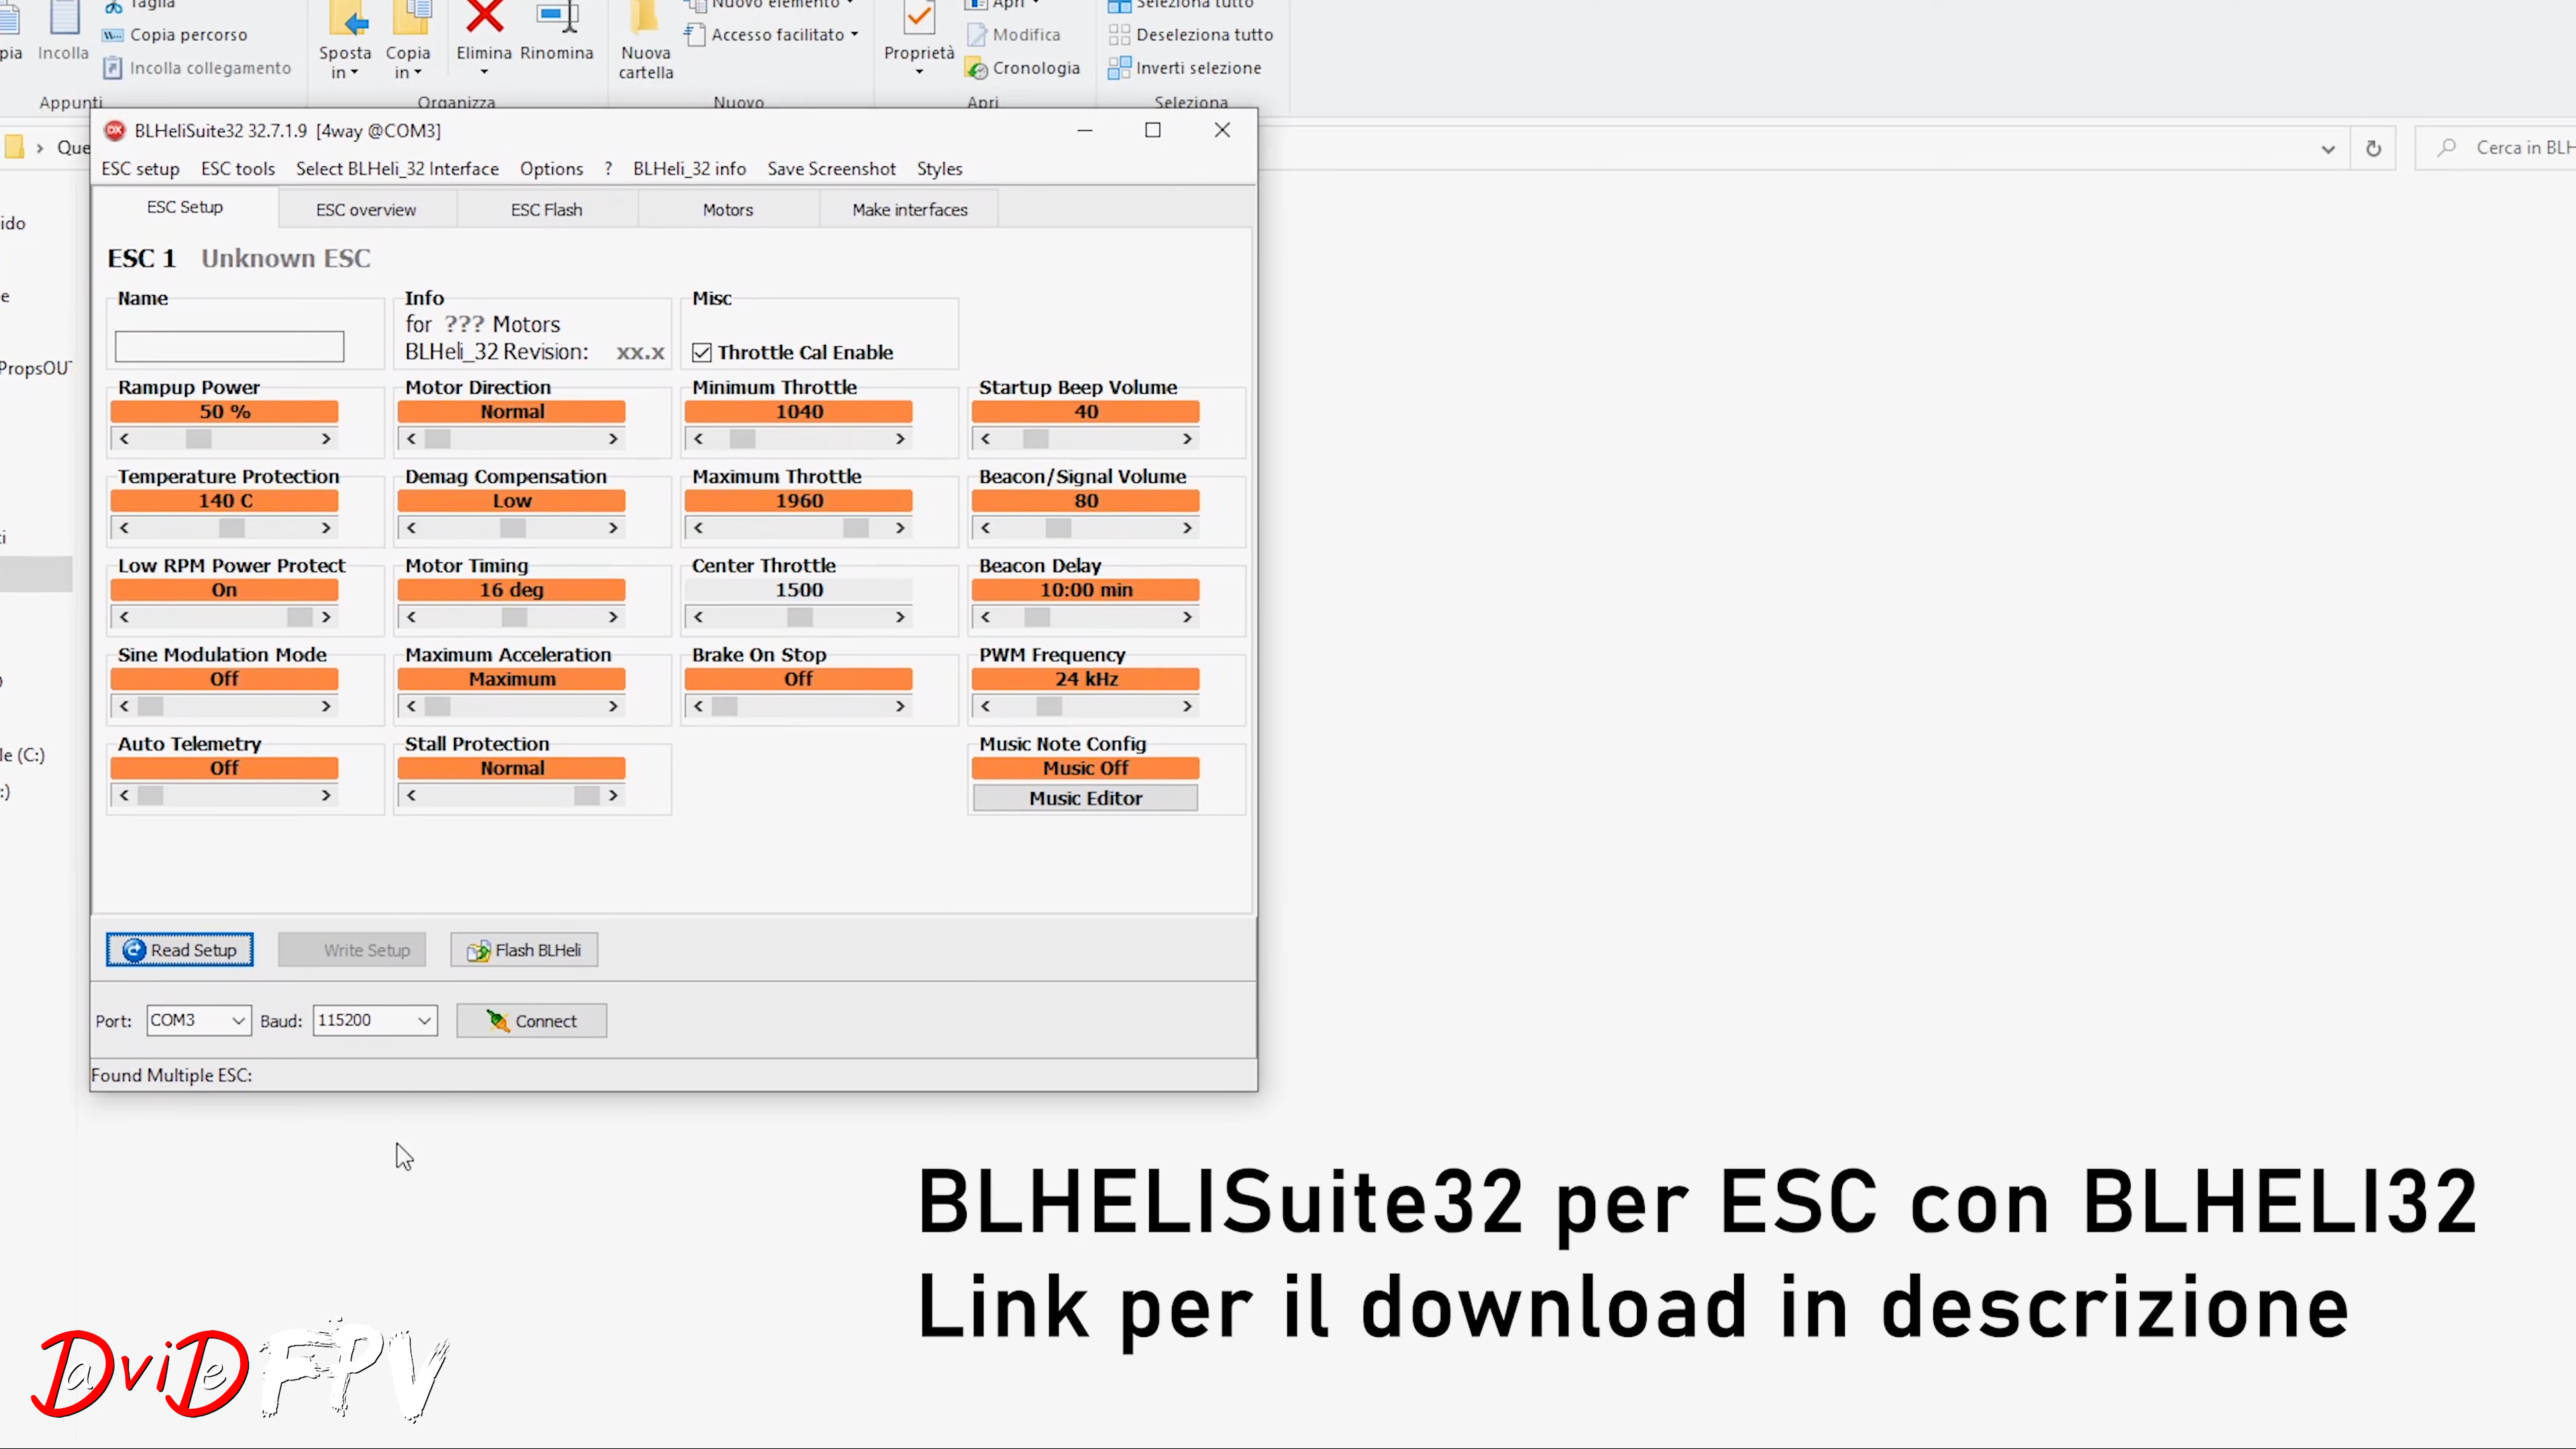 Taglia
Nuovo elemento
Apri
Seleziona tutto
pia
Incolla
Copia percorso
Incolla collegamento
Sposta
in
Copia
in
Elimina
Rinomina
Nuova
cartella
Accesso facilitato
Proprietà
Modifica
Cronologia
Deseleziona tutto
Inverti selezione
Appunti
Organizza
Nuovo
Apri
Seleziona
Que
Cerca in BLH
BLHeliSuite32 32.7.1.9 [4way @COM3]
ESC setup ESC tools Select BLHeli_32 Interface Options ? BLHeli_32 info Save Screenshot Styles
ESC Setup ESC overview ESC Flash Motors Make interfaces
ido
e
PropsOUT
i
le (C:)
:)
ESC 1 Unknown ESC
Name
Info
for ??? Motors
BLHeli_32 Revision: xx.x
Misc
Throttle Cal Enable
Rampup Power
50 %
Motor Direction
Normal
Minimum Throttle
1040
Startup Beep Volume
40
Temperature Protection
140 C
Demag Compensation
Low
Maximum Throttle
1960
Beacon/Signal Volume
80
Low RPM Power Protect
On
Motor Timing
16 deg
Center Throttle
1500
Beacon Delay
10:00 min
Sine Modulation Mode
Off
Maximum Acceleration
Maximum
Brake On Stop
Off
PWM Frequency
24 kHz
Auto Telemetry
Off
Stall Protection
Normal
Music Note Config
Music Off
Music Editor
Read Setup Write Setup Flash BLHeli
Port: COM3 Baud: 115200 Connect
Found Multiple ESC:
BLHELISuite32 per ESC con BLHELI32
Link per il download in descrizione
DaviDe FPV